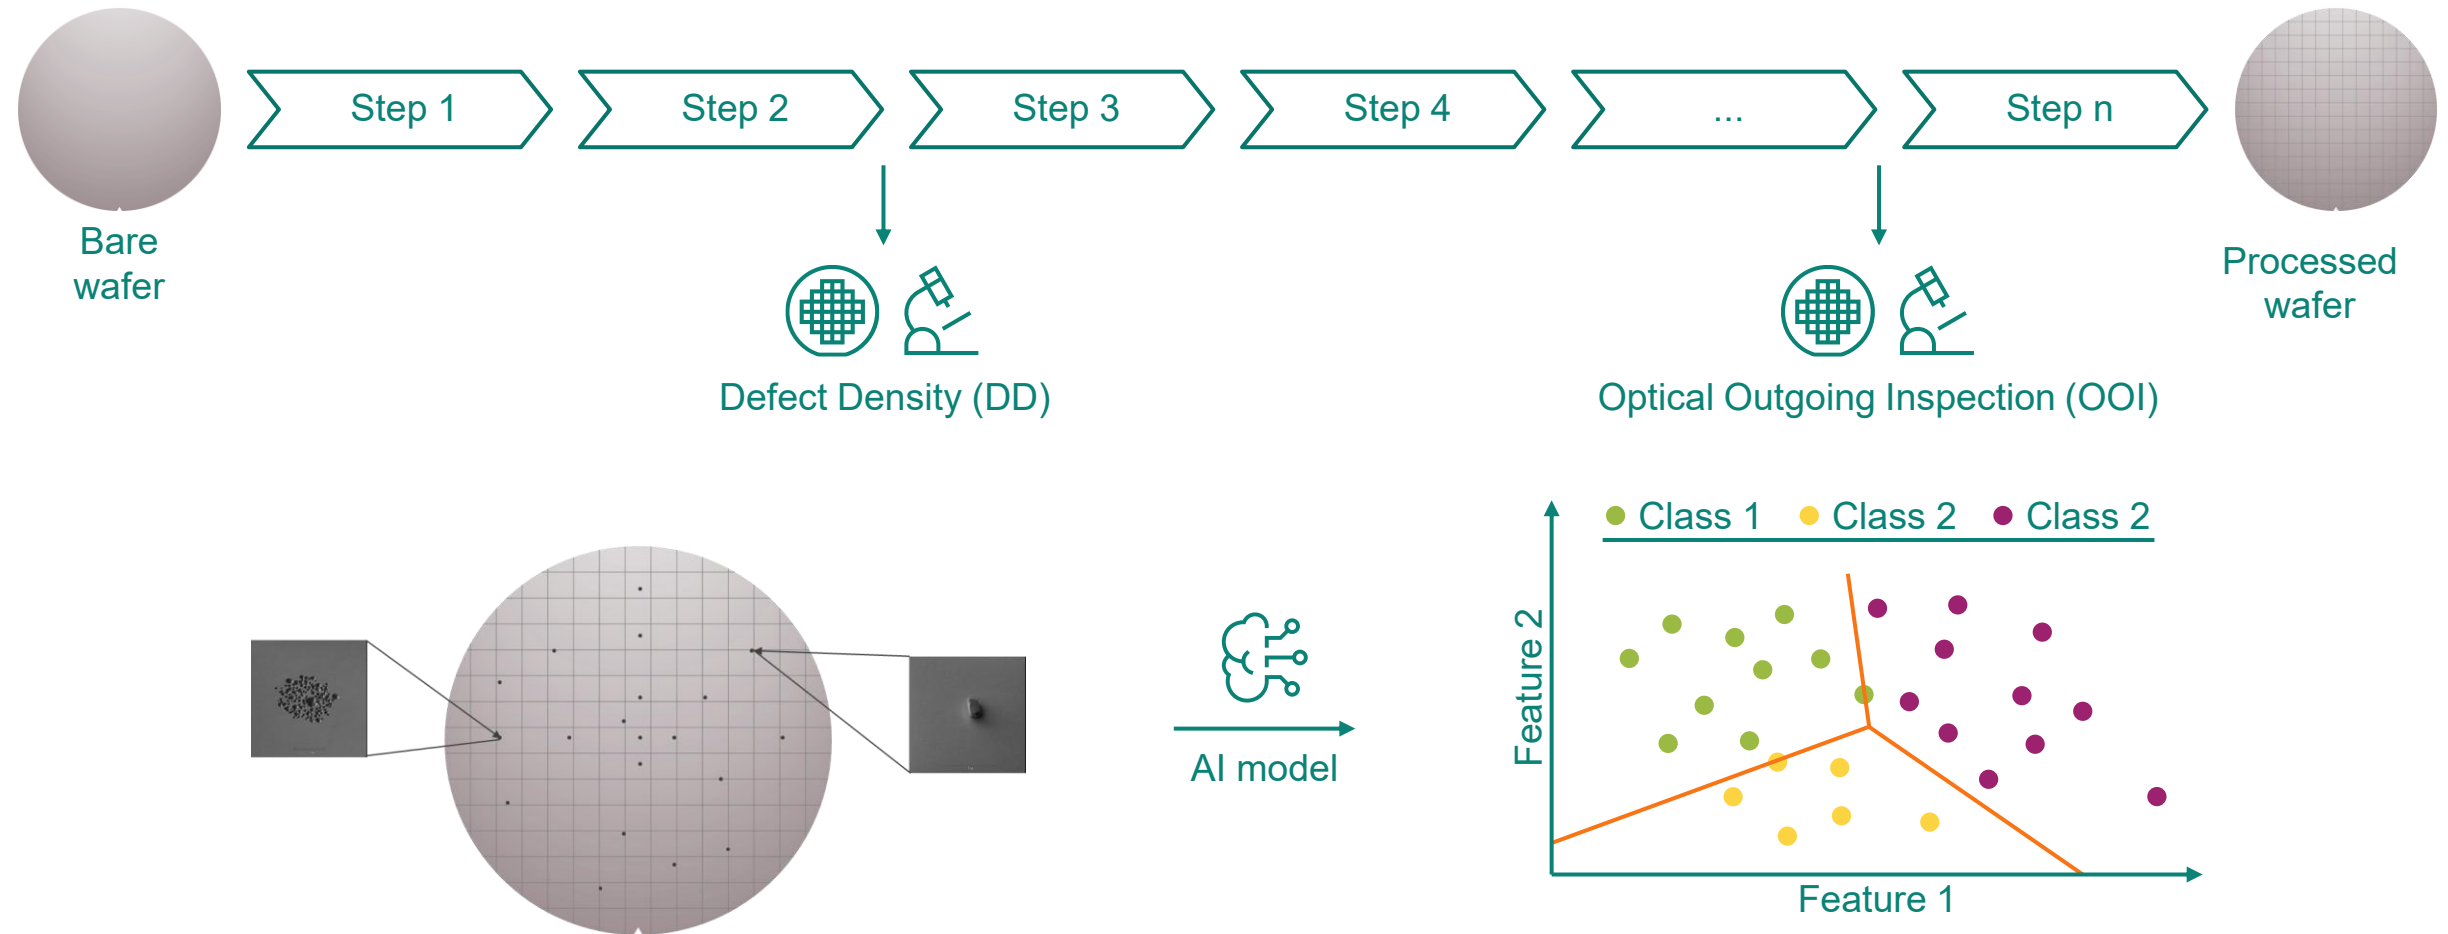 Step 1
Step 2
Step 3
Step 4
...
Step n
Bare
wafer
Processed
wafer
Defect Density (DD)
Optical Outgoing Inspection (OOI)
AI model
Class 1
Class 2
Class 2
Feature 2
Feature 1